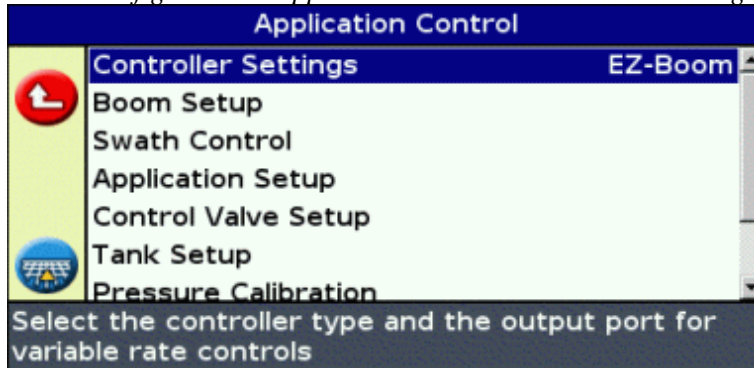 Application Control
Controller Settings EZ-Boom
Boom Setup
Swath Control
Application Setup
Control Valve Setup
Tank Setup
Pressure Calibration
Select the controller type and the output port for
variable rate controls